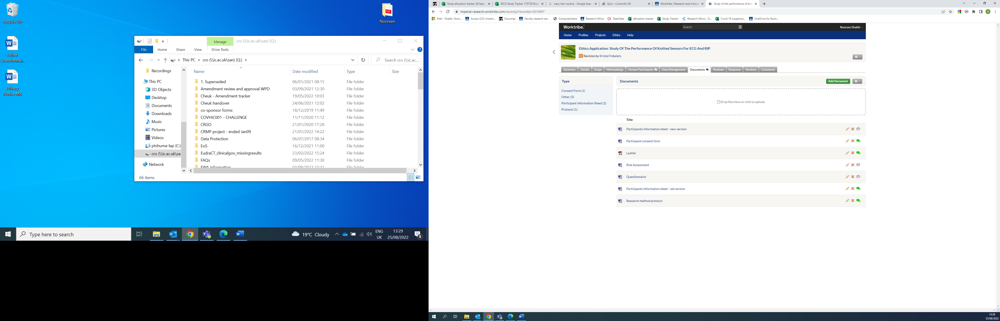 Recycle Bin
Driver
Questionnai...
Privacy
Notice-MK
Nooreen
Manage
cro (\\ic.ac.uk\san) (Q:)
File
Home
Share
View
Drive Tools
This PC
cro (\\ic.ac.uk\san) (Q:)
Search cro (\\ic.ac....
Recordings
This PC
3D Objects
Desktop
Documents
Downloads
Music
Pictures
Videos
ptshuma-lap (C:)
cro (\\ic.ac.uk\sa
Network
Name
Date modified
Type
Size
1. Superseded 06/01/2021 08:15 File folder
Amendment review and approval WPD 03/09/2021 12:30 File folder
Cheuk - Amendment tracker 19/05/2022 10:03 File folder
Cheuk handover 24/06/2021 12:02 File folder
co-sponsor forms 18/12/2019 11:49 File folder
COVHIC001 - CHALLENGE 11/11/2020 11:12 File folder
CRGO 21/01/2020 17:28 File folder
CRMP project - ended Jan09 21/07/2022 14:22 File folder
Data Protection 06/07/2017 08:34 File folder
EoS 16/12/2021 11:00 File folder
EudraCT_clinicalgov_missingresults 23/02/2022 15:24 File folder
FAQs 09/05/2022 11:30 File folder
FWA information 03/08/2022 13:31 File folder
66 items
Type here to search
19°C Cloudy
ENG
UK
13:29
25/08/2022
4
Study allocation tracker 28 Sept
JRCO Study Tracker 17072018.xls
wavy hair routine - Google Searc
Quiz – Curlsmith UK
Worktribe | Research and Innova
Study of the performance of knit
imperial-research.worktribe.com/record.jx?recordid=6310497
Mail - Shaikh, Noor...
Access ICIS | Imperi...
Documas
Faculty research ser...
Computershare
Research Ethics
TeamSeer
allocation tracker
Study Tracker
Research Ethics - D...
Covid 19 suspensio...
OneDrive for Busin...
Worktribe.
Search
Nooreen Shaikh
Home
Profiles
Projects
Ethics
Help
Ethics Application: Study Of The Performance Of Knitted Sensors For ECG And RIP
Revision by Kristel Fobelets
Summary
Details
Scope
Methodology
Human Participants
Data Management
Documents
Reviews
Response
Versions
Comments
Type
Consent Form (1)
Other (3)
Participant Information Sheet (2)
Protocol (1)
Documents
Add Document
Drop files here or click to upload.
Title
Participants information sheet - new version
Participant consent form
Leaflet
Risk Assessment
Questionnaire
Participants information sheet - old version
Research method protocol
13:29
25/08/2022